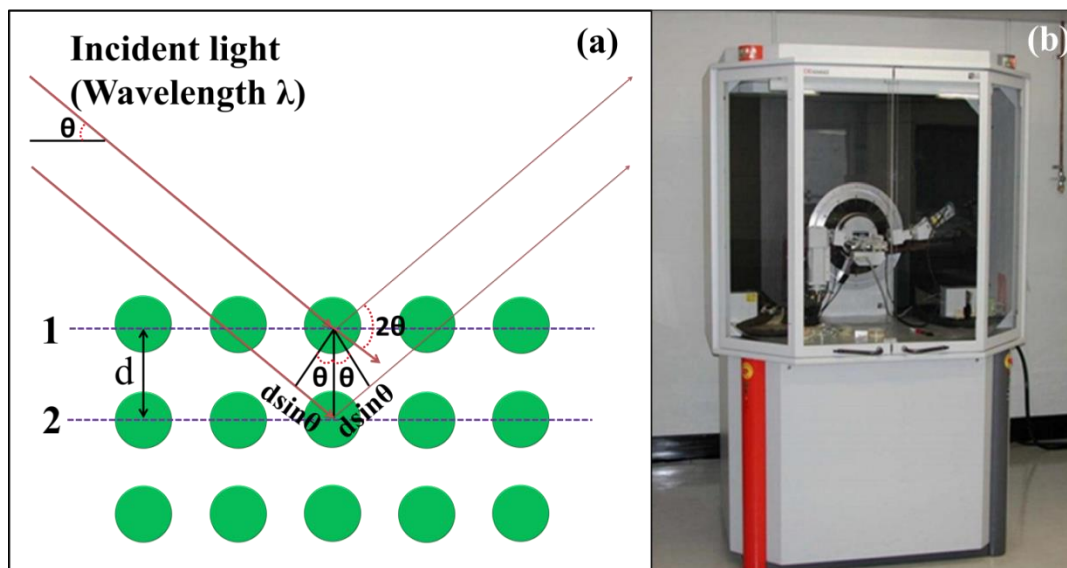 Incident light
(Wavelength λ)
(a)
θ
1
2θ
d
θ θ
dsinθ dsinθ
2
(b)